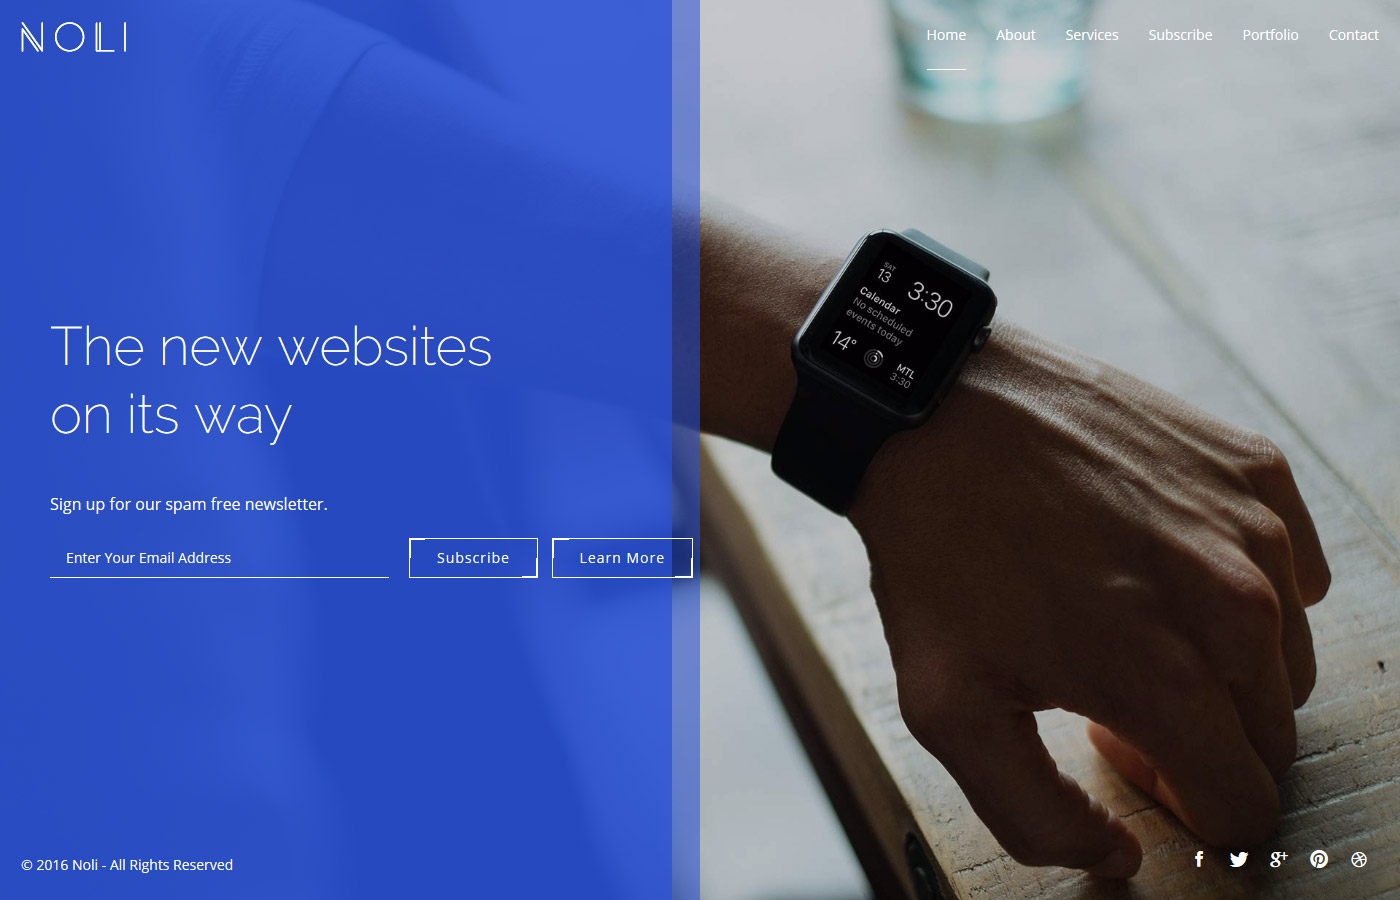 NOLI
Home About Services Subscribe Portfolio Contact
SAT
13 3:30
Calendar
No scheduled
events today
14° MTL
3:30
The new websites
on its way
Sign up for our spam free newsletter.
Enter Your Email Address Subscribe Learn More
© 2016 Noli - All Rights Reserved